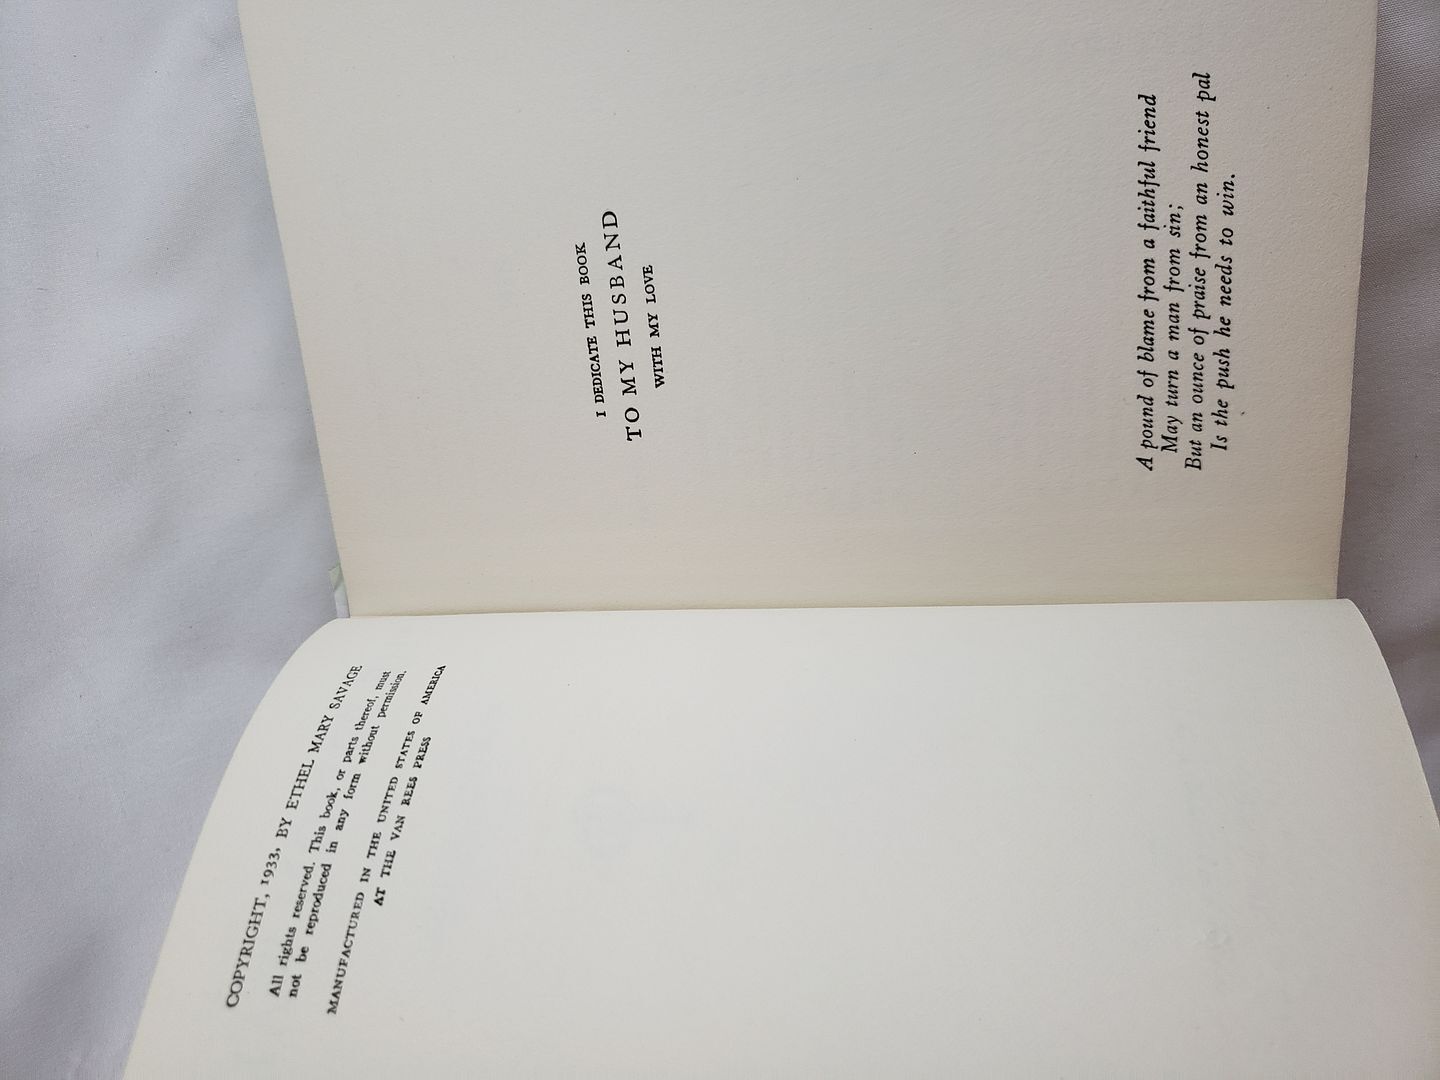 COPYRIGHT, 1933, BY ETHEL MARY SAVAGE
All rights reserved. This book, or parts thereof, must
not be reproduced in any form without permission.
MANUFACTURED IN THE UNITED STATES OF AMERICA
AT THE VAN REES PRESS
I DEDICATE THIS BOOK
TO MY HUSBAND
WITH MY LOVE
A pound of blame from a faithful friend
May turn a man from sin;
But an ounce of praise from an honest pal
Is the push he needs to win.